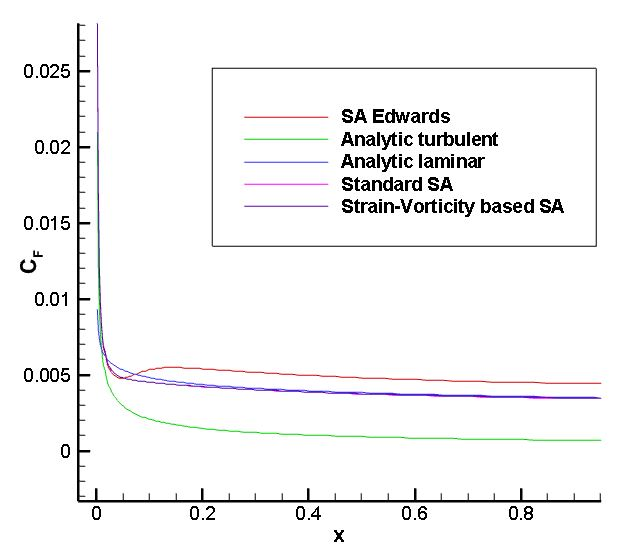 0.025
0.02
0.015
0.01
0.005
0
C_F
SA Edwards
Analytic turbulent
Analytic laminar
Standard SA
Strain-Vorticity based SA
0 0.2 0.4 0.6 0.8
x